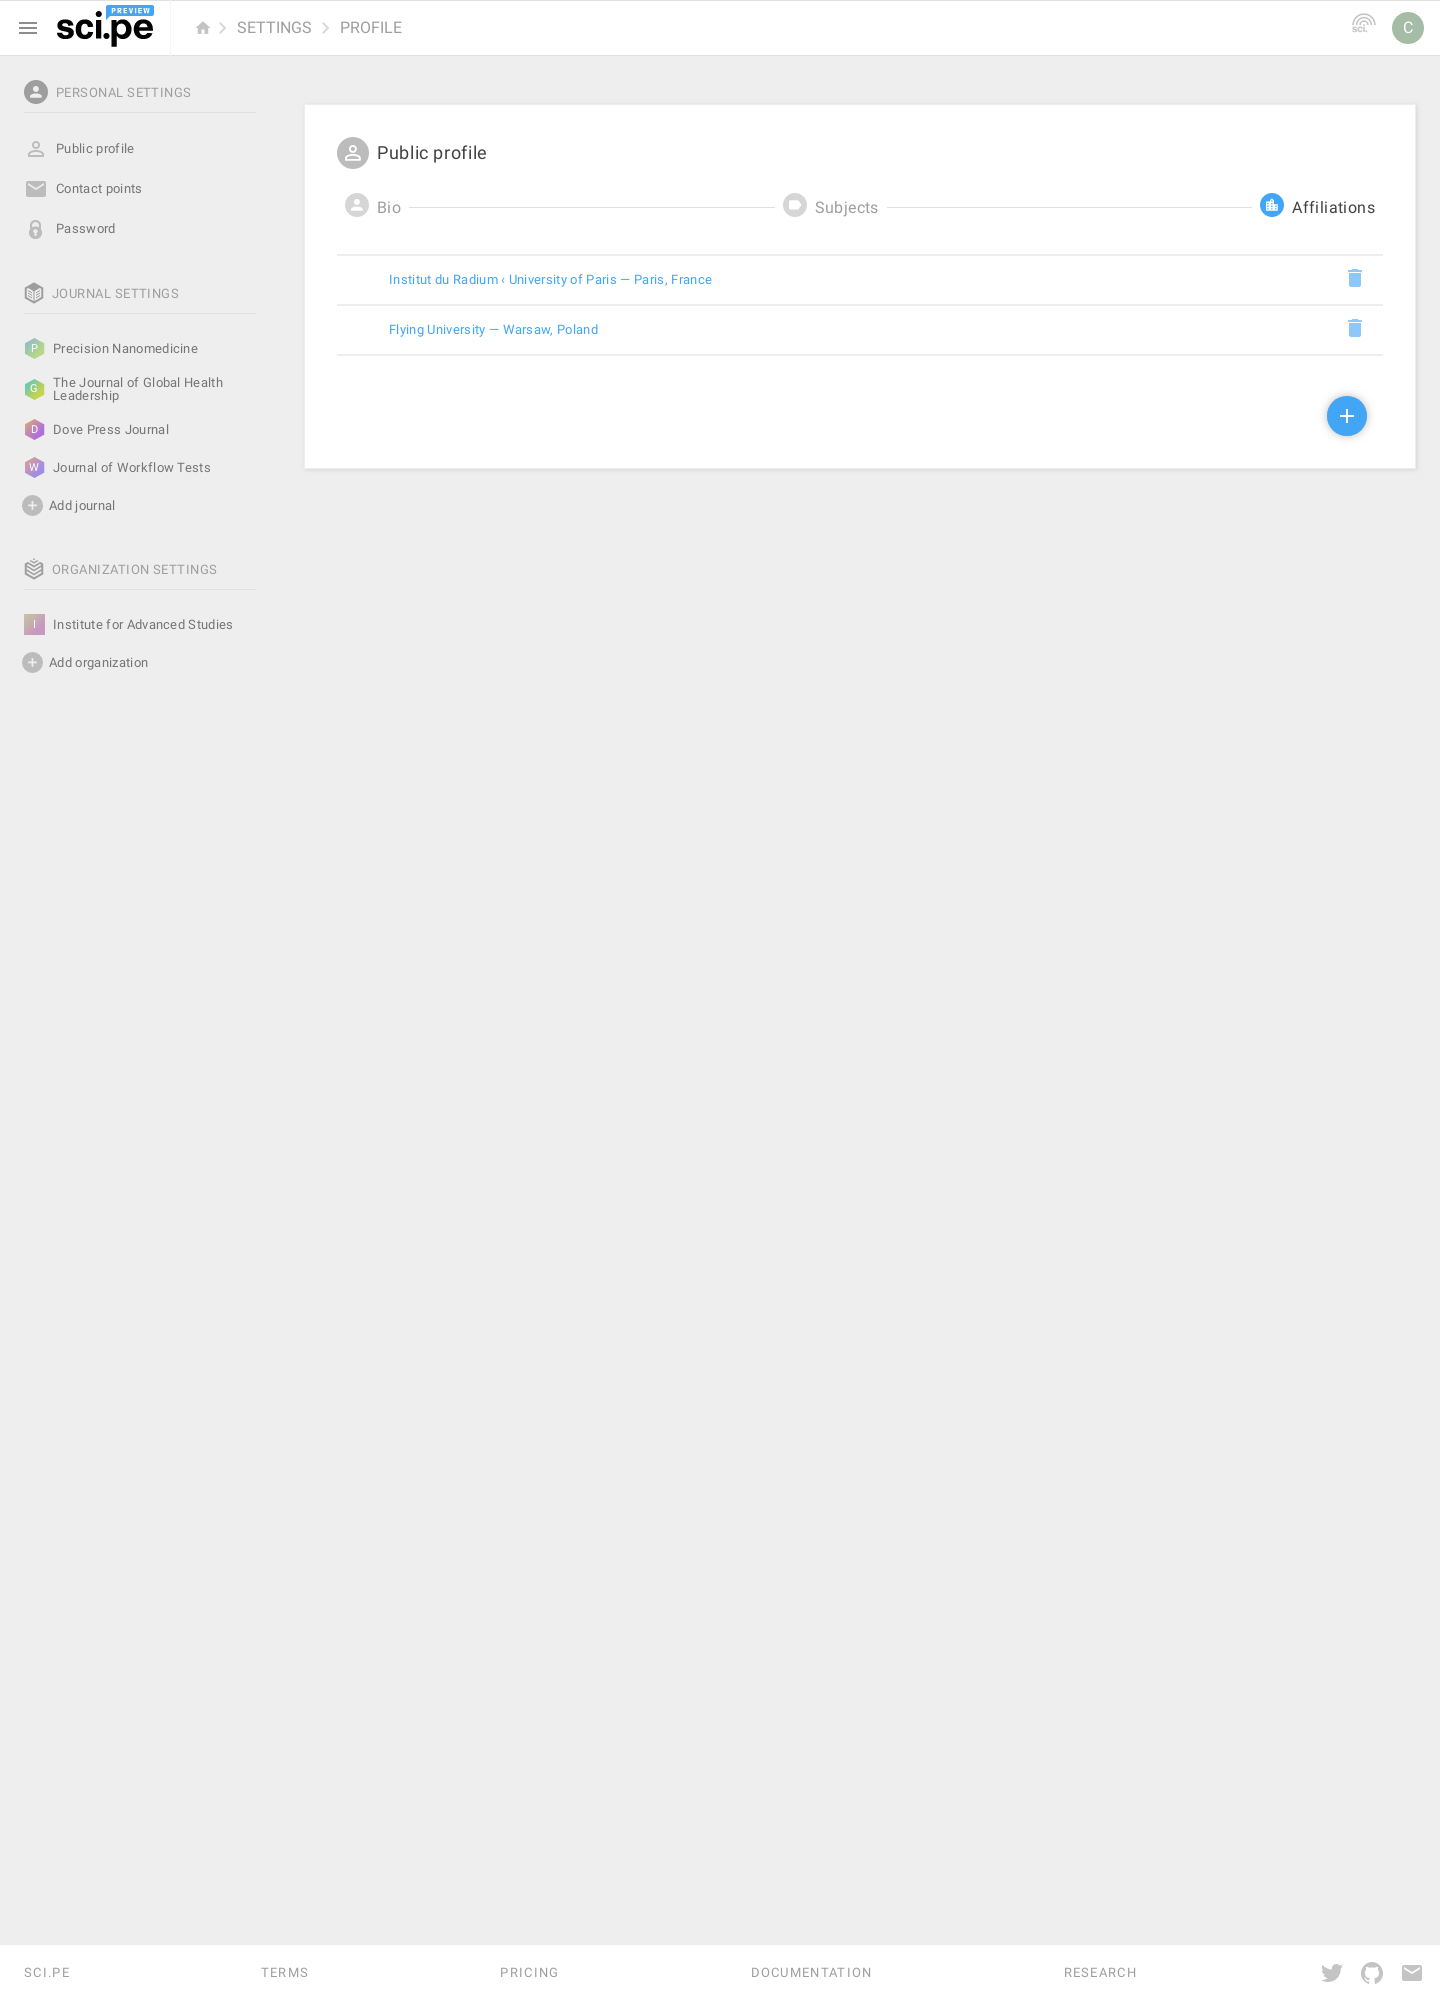 PREVIEW
sci.pe
SETTINGS
PROFILE
sci.
C
PERSONAL SETTINGS
Public profile
Contact points
Password
JOURNAL SETTINGS
P Precision Nanomedicine
G The Journal of Global Health
Leadership
D Dove Press Journal
W Journal of Workflow Tests
Add journal
ORGANIZATION SETTINGS
I Institute for Advanced Studies
Add organization
Public profile
Bio
Subjects
Affiliations
Institut du Radium ‹ University of Paris — Paris, France
Flying University — Warsaw, Poland
SCI.PE
TERMS
PRICING
DOCUMENTATION
RESEARCH